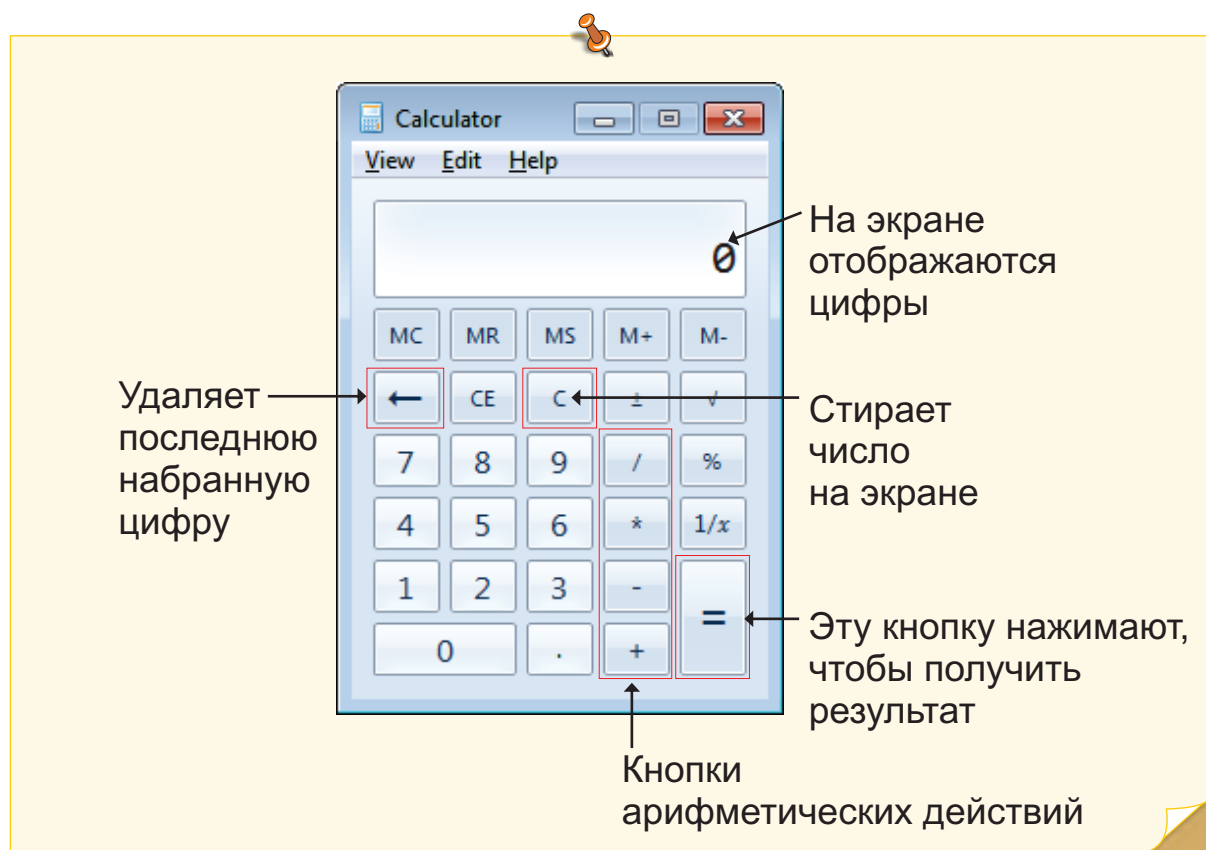 Calculator
View Edit Help
0
На экране
отображаются
цифры
MC MR MS M+ M-
← CE C ± √
Удаляет
последнюю
набранную
цифру
Стирает
число
на экране
7 8 9 / %
4 5 6 * 1/x
1 2 3 - =
0 . +
Эту кнопку нажимают,
чтобы получить
результат
Кнопки
арифметических действий